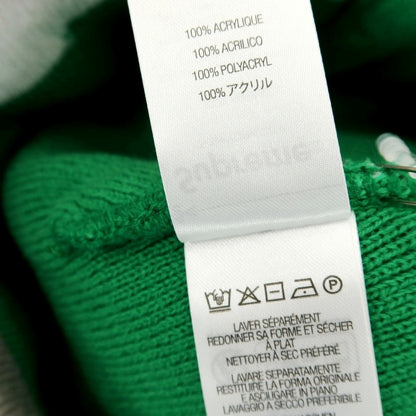 100% ACRYLIQUE
100% ACRILICO
100% POLYACRYL
100%アクリル
Supreme
P
LAVER SÉPARÉMENT
REDONNER SA FORME ET SÉCHER
À PLAT
NETTOYER À SEC PRÉFÉRÉ
LAVARE SEPARATAMENTE
RESTITUIRE LA FORMA ORIGINALE
E ASCIUGARE IN PIANO
LAVAGGIO A SECCO PREFERIBILE